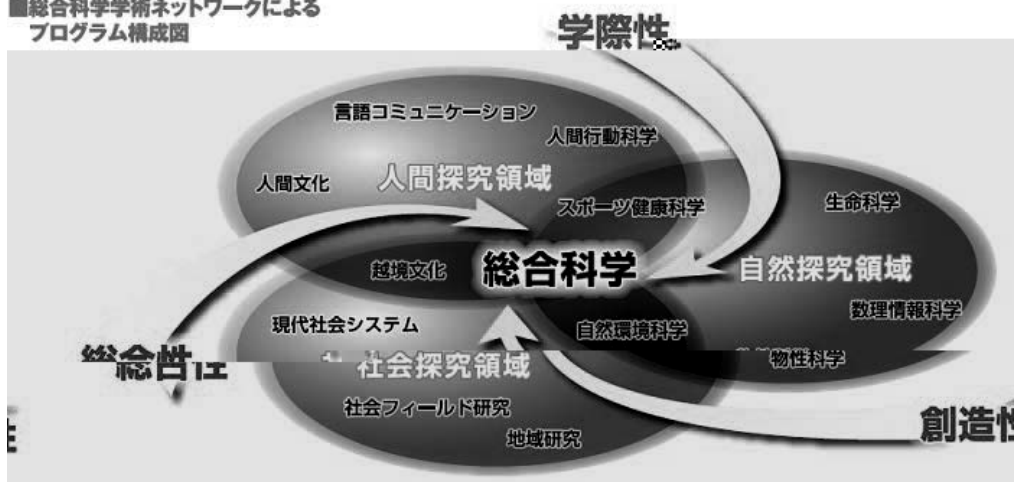 ■総合科学学術ネットワークによる
プログラム構成図
学際性
言語コミュニケーション
人間行動科学
人間文化
人間探究領域
スポーツ健康科学
生命科学
越境文化
総合科学
自然探究領域
現代社会システム
自然環境科学
数理情報科学
社会探究領域
物性科学
社会フィールド研究
地域研究
創造性